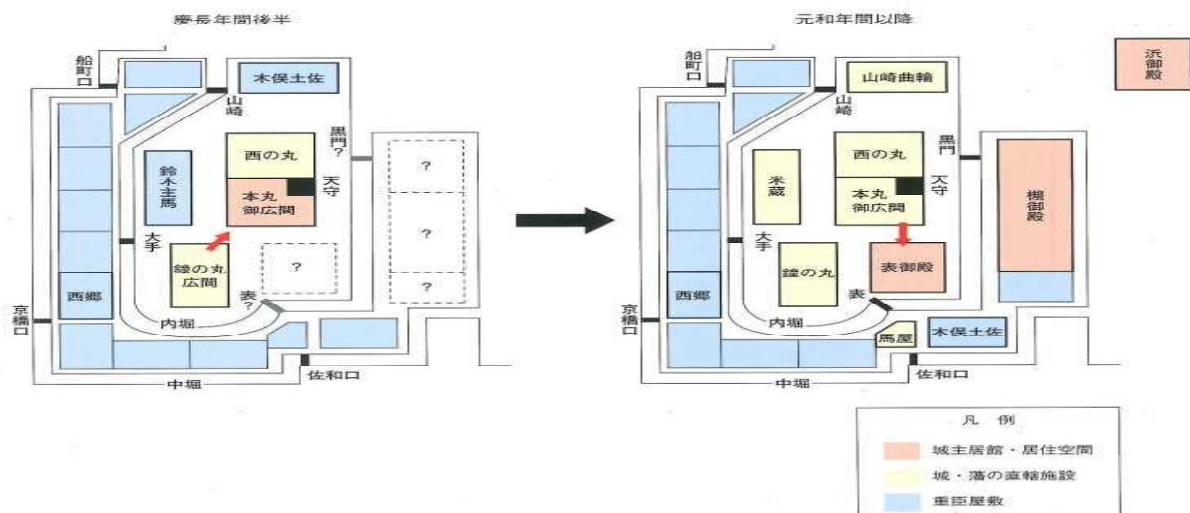 慶長年間後半
船町口
木俣土佐
山崎
黒門?
西の丸
天守
本丸
御広間
鈴木主馬
大手
鐘の丸
広間
?
表?
?
?
?
西郷
京橋口
内堀
中堀
佐和口
元和年間以降
浜御殿
船町口
山崎曲輪
山崎
黒門
西の丸
天守
本丸
御広間
米蔵
大手
鐘の丸
表御殿
表
槻御殿
西郷
京橋口
内堀
馬屋
木俣土佐
中堀
佐和口
凡 例
城主居館・居住空間
城・藩の直轄施設
重臣屋敷